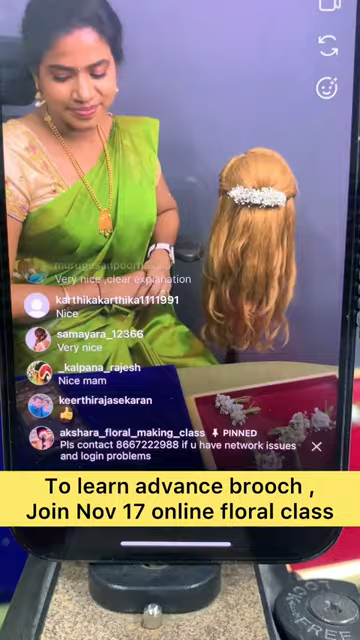 Very nice ,clear explanation
karthikakarthika1111991
Nice
samayara_12366
Very nice
_kalpana_rajesh
Nice mam
keerthirajasekaran
👍
akshara_floral_making_class PINNED
Pls contact 8667222988 if u have network issues
and login problems
To learn advance brooch ,
Join Nov 17 online floral class